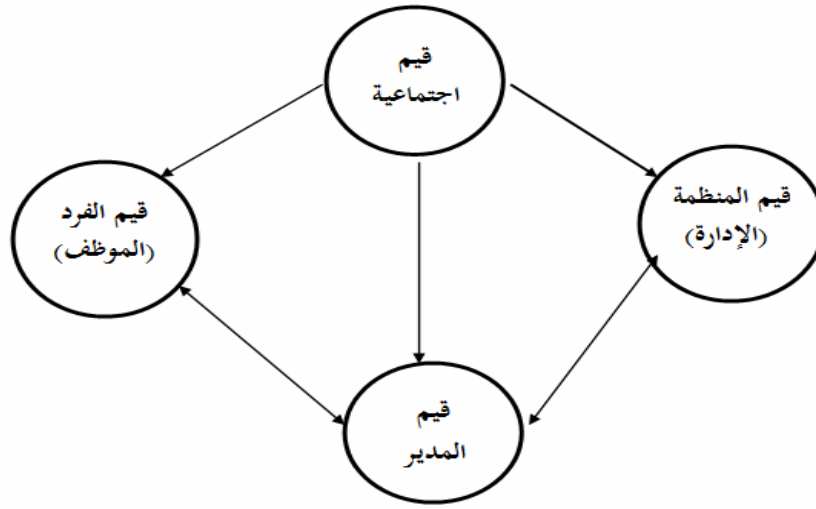 قيم
اجتماعية
قيم المنظمة
(الإدارة)
قيم الفرد
(الموظف)
قيم
المدير